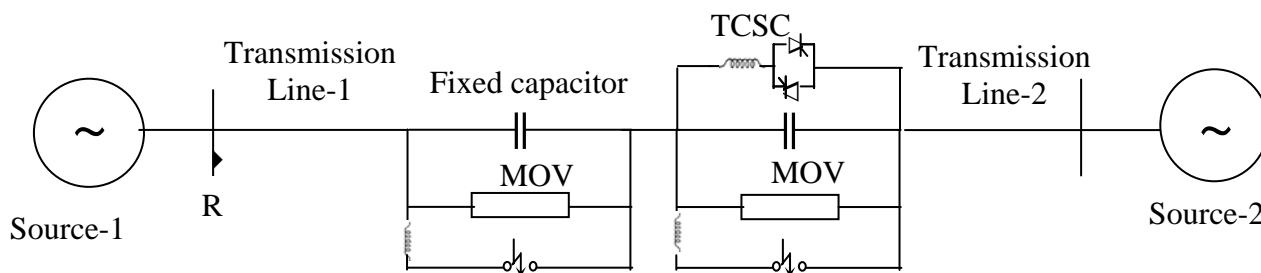 TCSC
Transmission
Line-1
Fixed capacitor
Transmission
Line-2
~
~
MOV
MOV
R
Source-1
Source-2